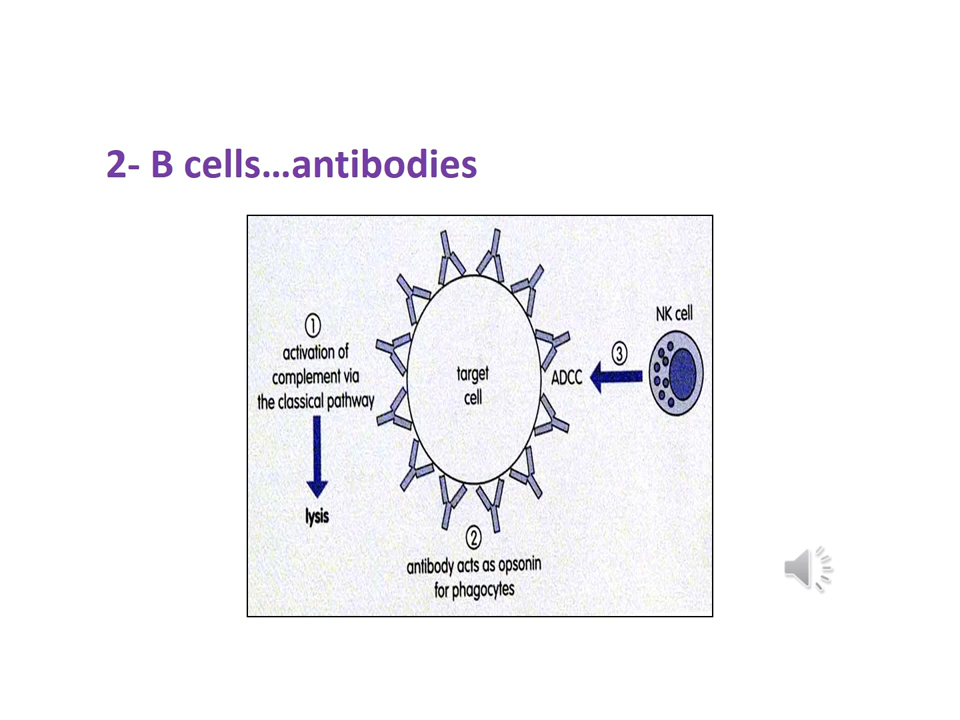 2- B cells…antibodies
①
activation of
complement via
the classical pathway
lysis
target
cell
NK cell
③
ADCC
②
antibody acts as opsonin
for phagocytes